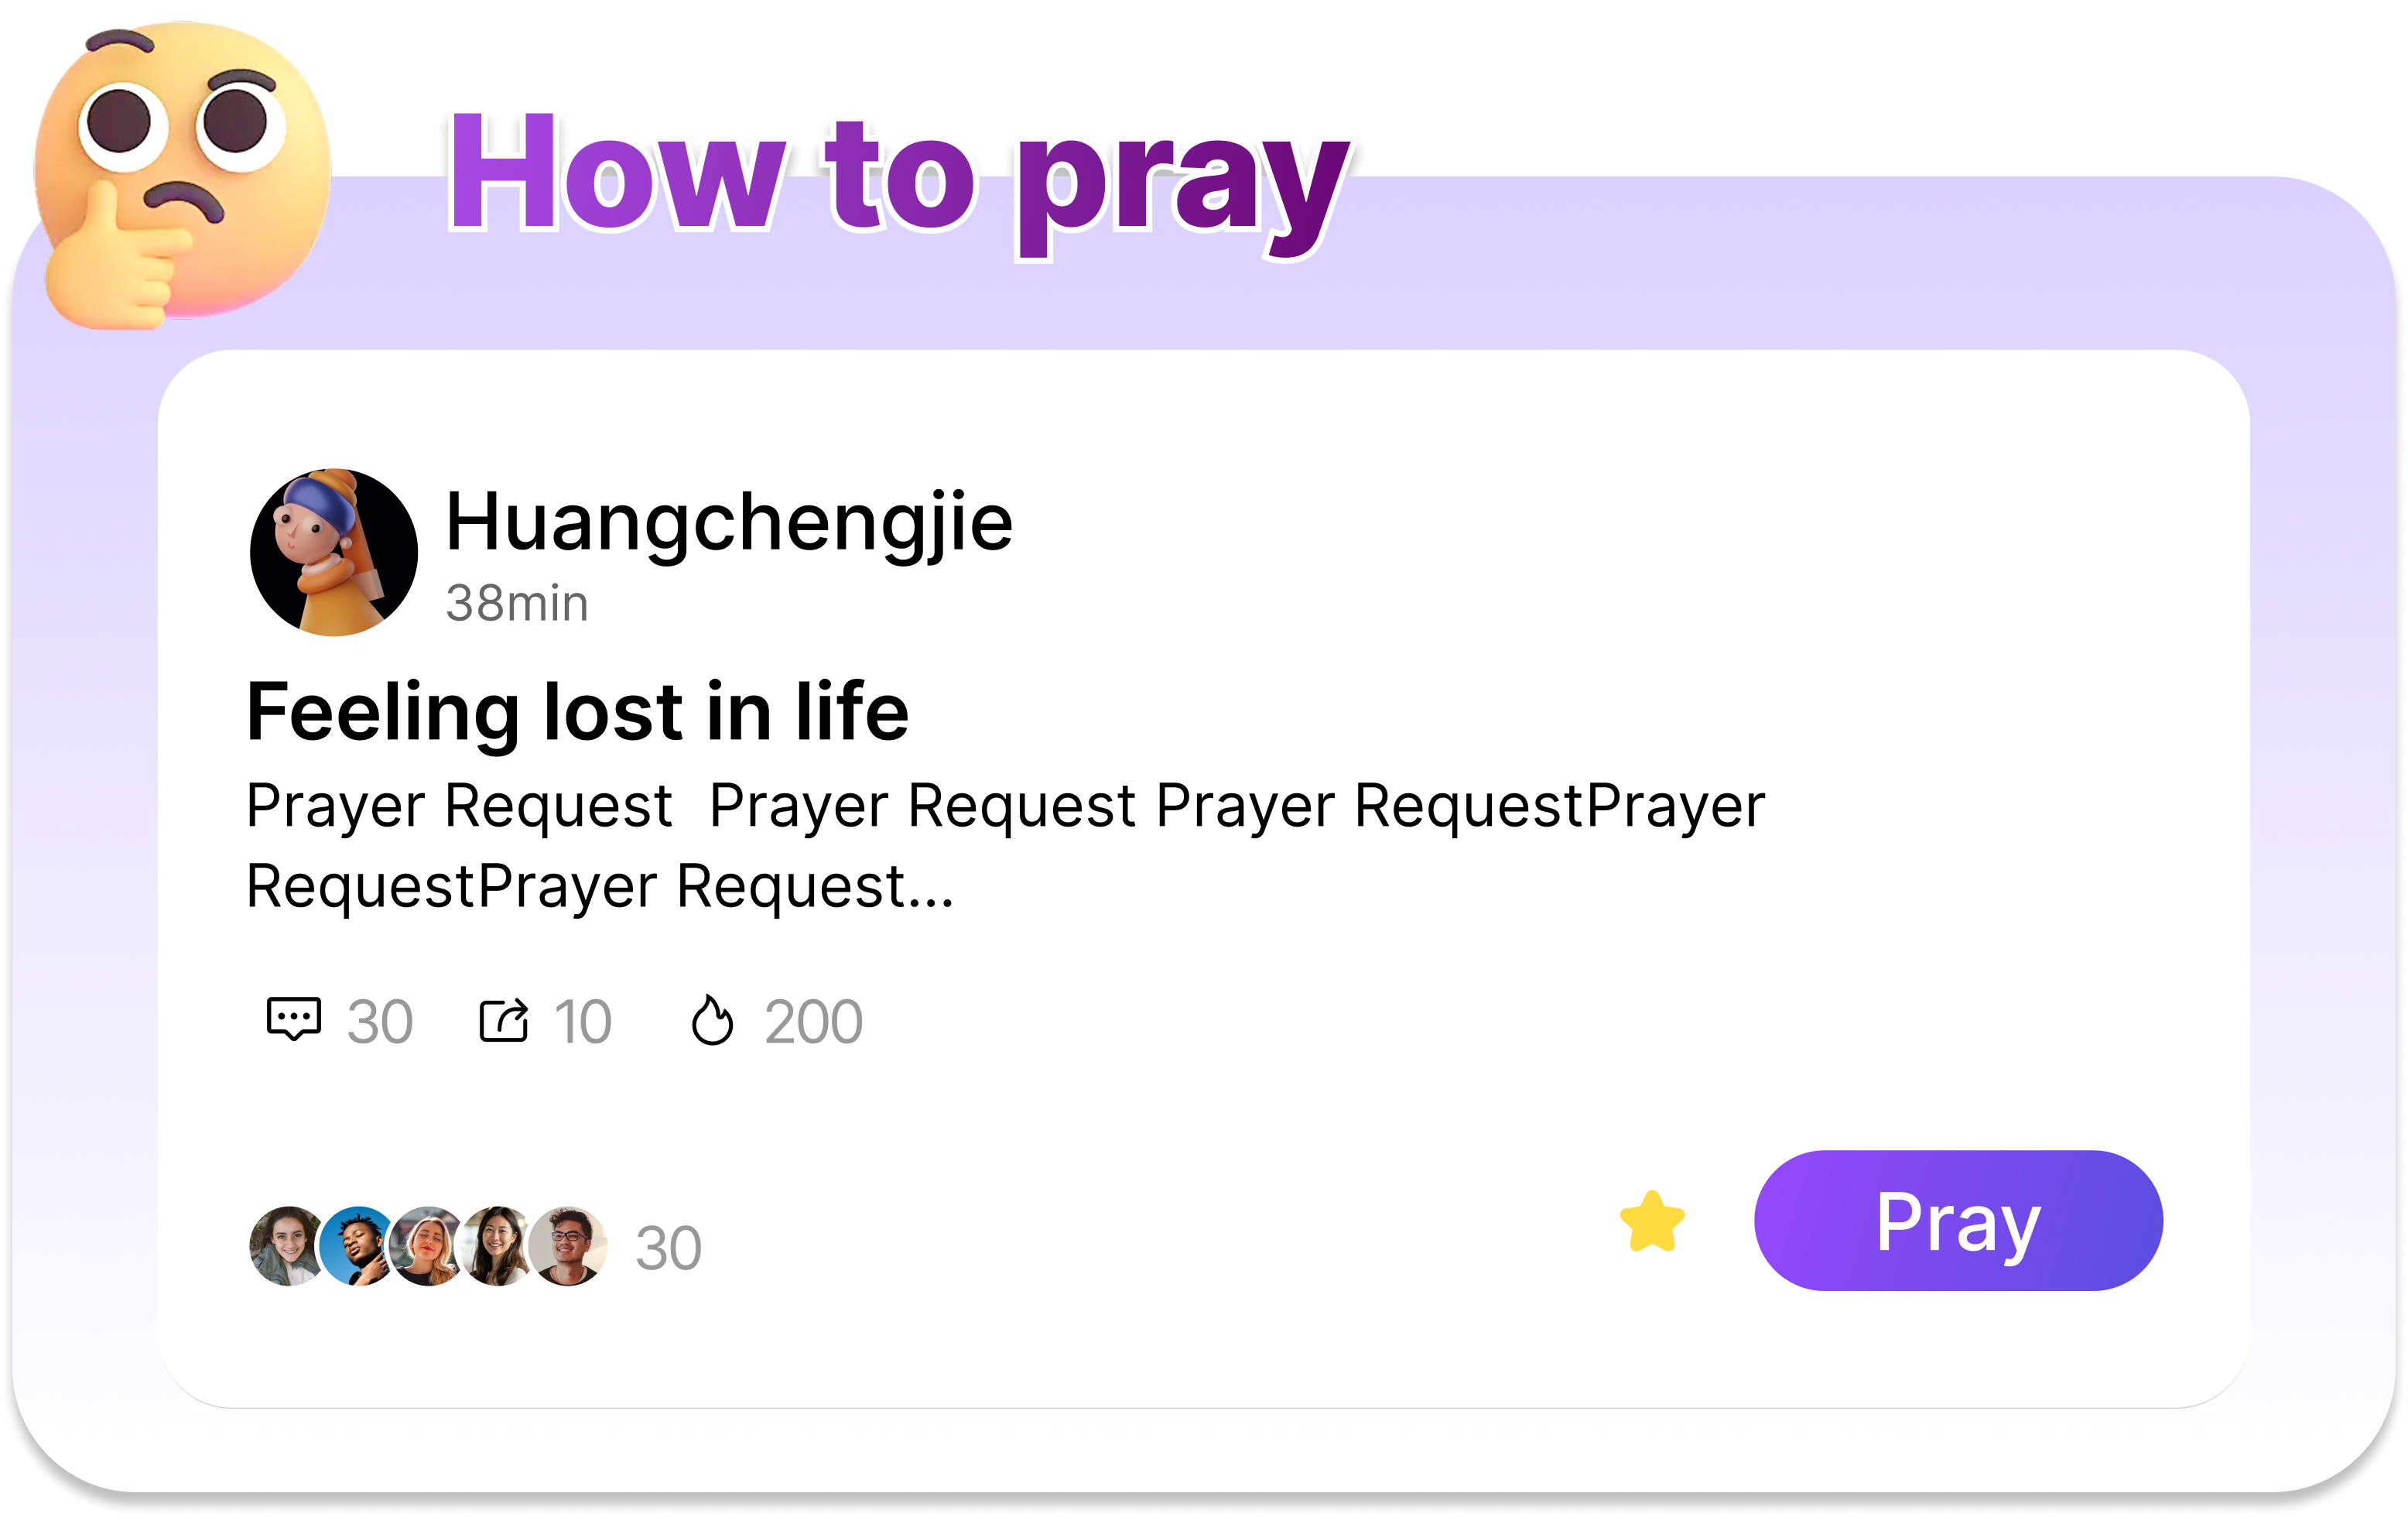 How to pray
Huangchengjie
38min
Feeling lost in life
Prayer Request  Prayer Request Prayer RequestPrayer
RequestPrayer Request...
30 10 200
30
Pray